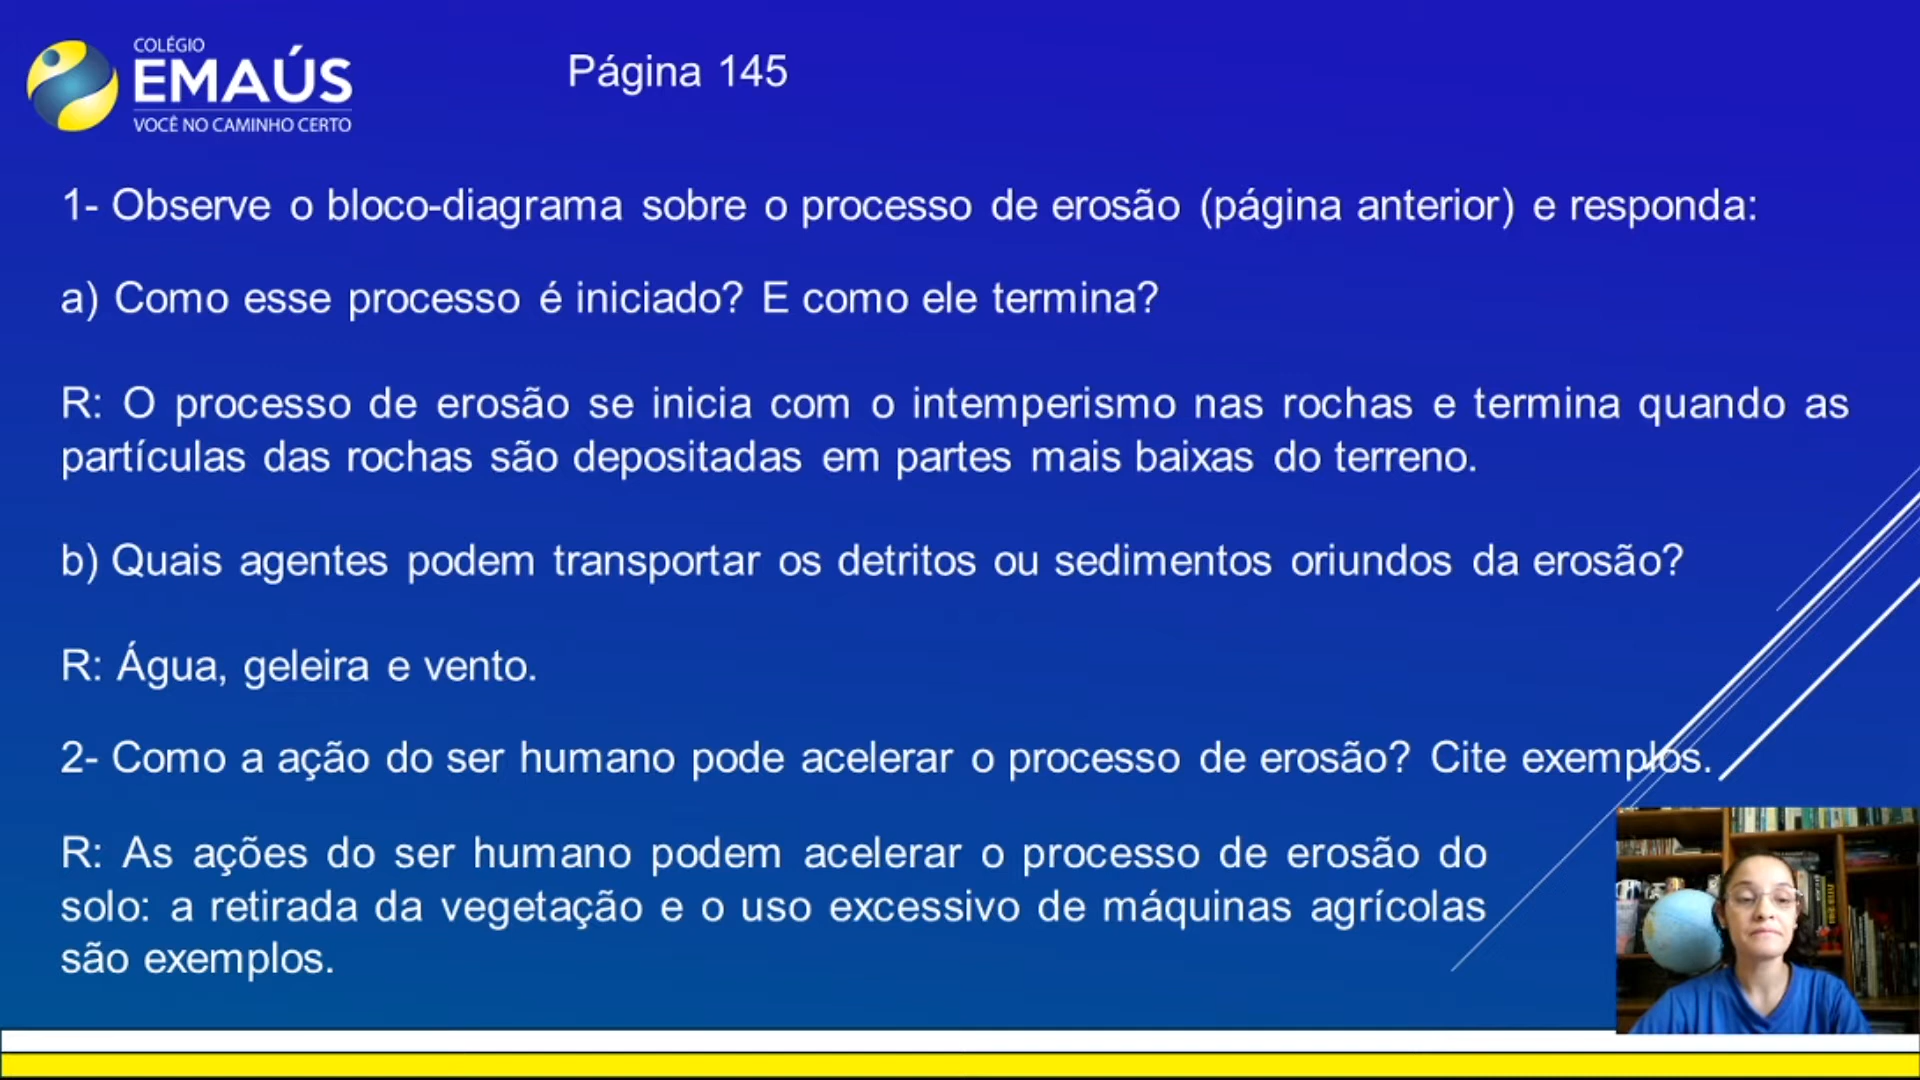 COLÉGIO
EMAÚS
VOCÊ NO CAMINHO CERTO
Página 145
1- Observe o bloco-diagrama sobre o processo de erosão (página anterior) e responda:
a) Como esse processo é iniciado? E como ele termina?
R: O processo de erosão se inicia com o intemperismo nas rochas e termina quando as
partículas das rochas são depositadas em partes mais baixas do terreno.
b) Quais agentes podem transportar os detritos ou sedimentos oriundos da erosão?
R: Água, geleira e vento.
2- Como a ação do ser humano pode acelerar o processo de erosão? Cite exemplos.
R: As ações do ser humano podem acelerar o processo de erosão do
solo: a retirada da vegetação e o uso excessivo de máquinas agrícolas
são exemplos.